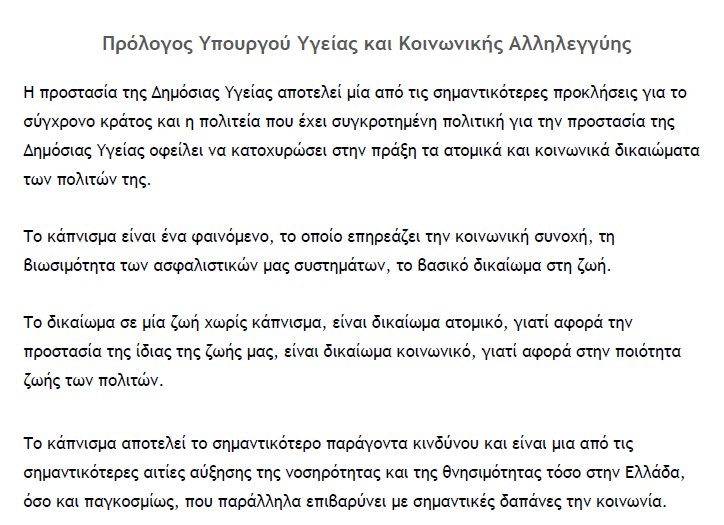 Πρόλογος Υπουργού Υγείας και Κοινωνικής Αλληλεγγύης
Η προστασία της Δημόσιας Υγείας αποτελεί μία από τις σημαντικότερες προκλήσεις για το
σύγχρονο κράτος και η πολιτεία που έχει συγκροτημένη πολιτική για την προστασία της
Δημόσιας Υγείας οφείλει να κατοχυρώσει στην πράξη τα ατομικά και κοινωνικά δικαιώματα
των πολιτών της.
Το κάπνισμα είναι ένα φαινόμενο, το οποίο επηρεάζει την κοινωνική συνοχή, τη
βιωσιμότητα των ασφαλιστικών μας συστημάτων, το βασικό δικαίωμα στη ζωή.
Το δικαίωμα σε μία ζωή χωρίς κάπνισμα, είναι δικαίωμα ατομικό, γιατί αφορά την
προστασία της ίδιας της ζωής μας, είναι δικαίωμα κοινωνικό, γιατί αφορά στην ποιότητα
ζωής των πολιτών.
Το κάπνισμα αποτελεί το σημαντικότερο παράγοντα κινδύνου και είναι μια από τις
σημαντικότερες αιτίες αύξησης της νοσηρότητας και της θνησιμότητας τόσο στην Ελλάδα,
όσο και παγκοσμίως, που παράλληλα επιβαρύνει με σημαντικές δαπάνες την κοινωνία.